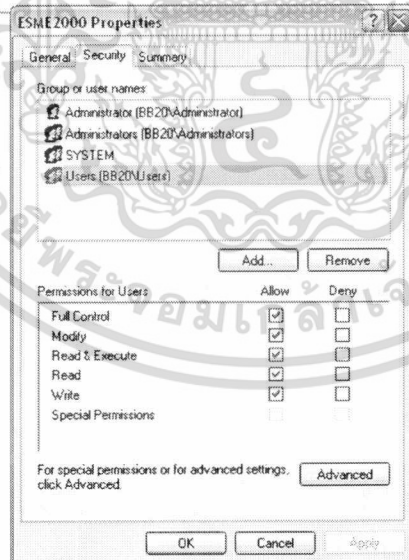 ESME2000 Properties
General Security Summary
Group or user names:
Administrator (BB20\Administrator)
Administrators (BB20\Administrators)
SYSTEM
Users (BB20\Users)
Add... Remove
Permissions for Users Allow Deny
Full Control
Modify
Read & Execute
Read
Write
Special Permissions
For special permissions or for advanced settings,
click Advanced.
Advanced
OK Cancel Apply